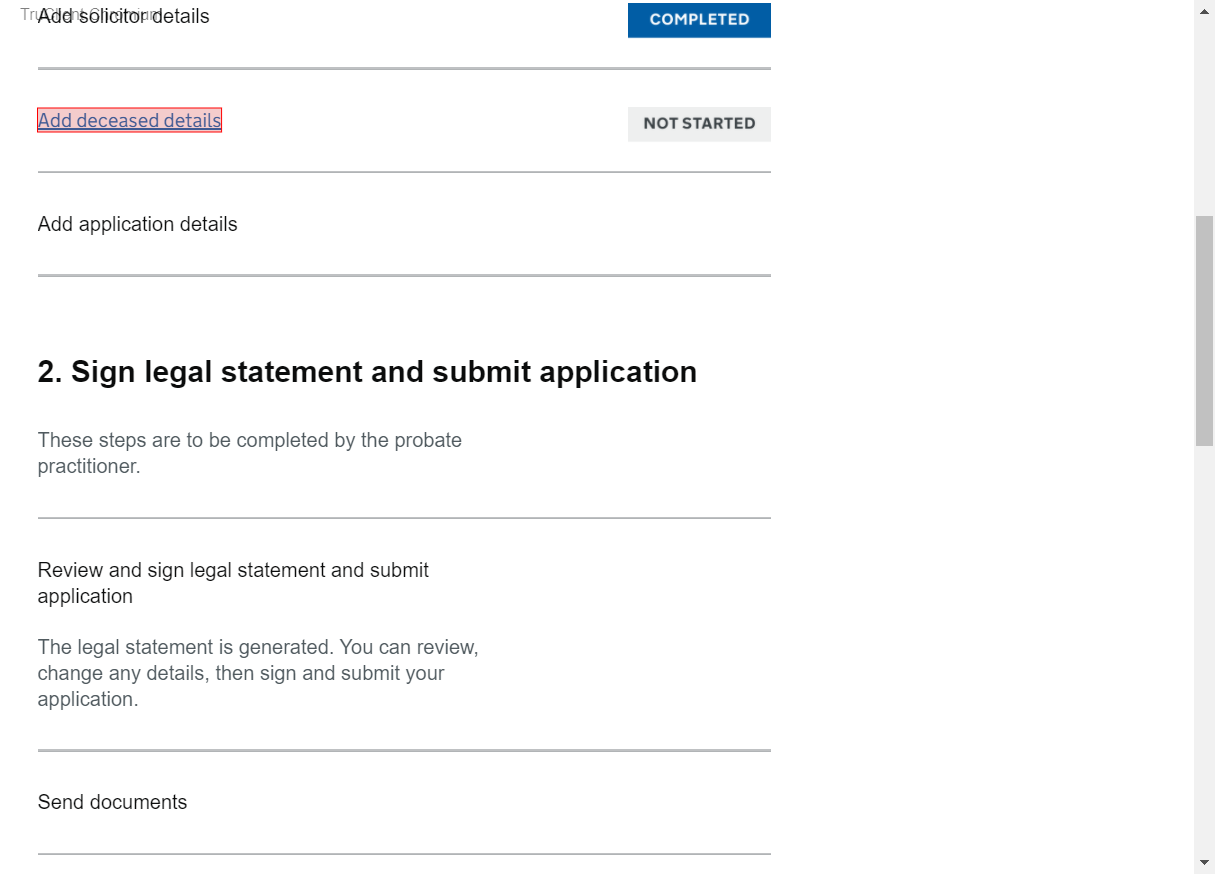 TruClient Chromium
Add solicitor details
COMPLETED
Add deceased details
NOT STARTED
Add application details
2. Sign legal statement and submit application
These steps are to be completed by the probate
practitioner.
Review and sign legal statement and submit
application
The legal statement is generated. You can review,
change any details, then sign and submit your
application.
Send documents